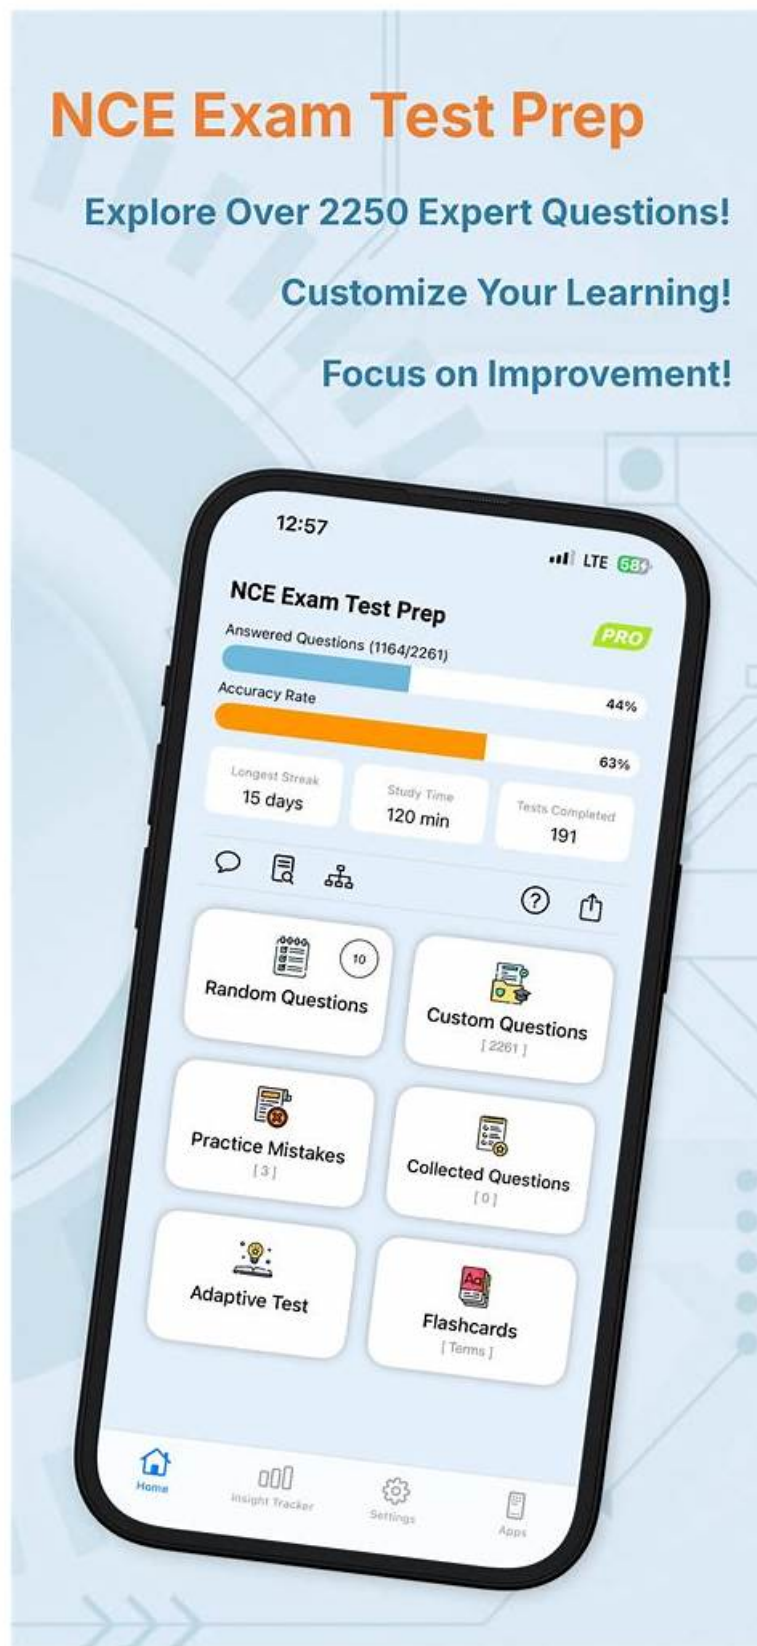 NCE Exam Test Prep
Explore Over 2250 Expert Questions!
Customize Your Learning!
Focus on Improvement!
12:57
LTE 58
NCE Exam Test Prep
PRO
Answered Questions (1164/2261)
44%
Accuracy Rate
63%
Longest Streak
15 days
Study Time
120 min
Tests Completed
191
10
Random Questions
Custom Questions
[ 2261 ]
Practice Mistakes
[ 3 ]
Collected Questions
[ 0 ]
Adaptive Test
Aa
Flashcards
[ Terms ]
Home
Insight Tracker
Settings
Apps